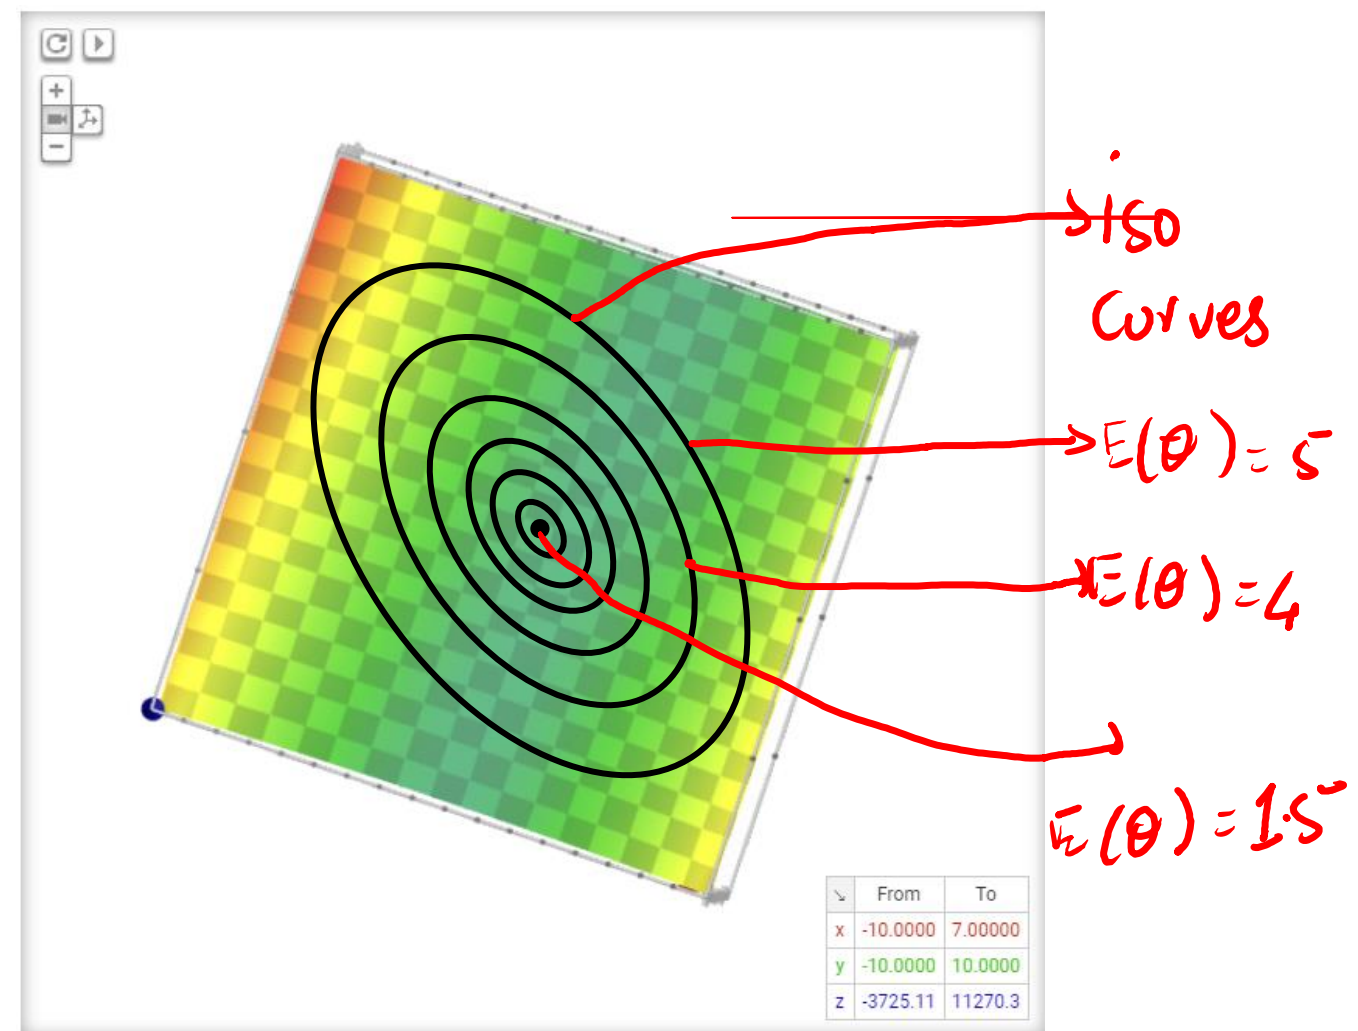 iso
Curves
E(θ) = 5
E(θ) = 4
E(θ) = 1.5
From To
x -10.0000 7.00000
y -10.0000 10.0000
z -3725.11 11270.3